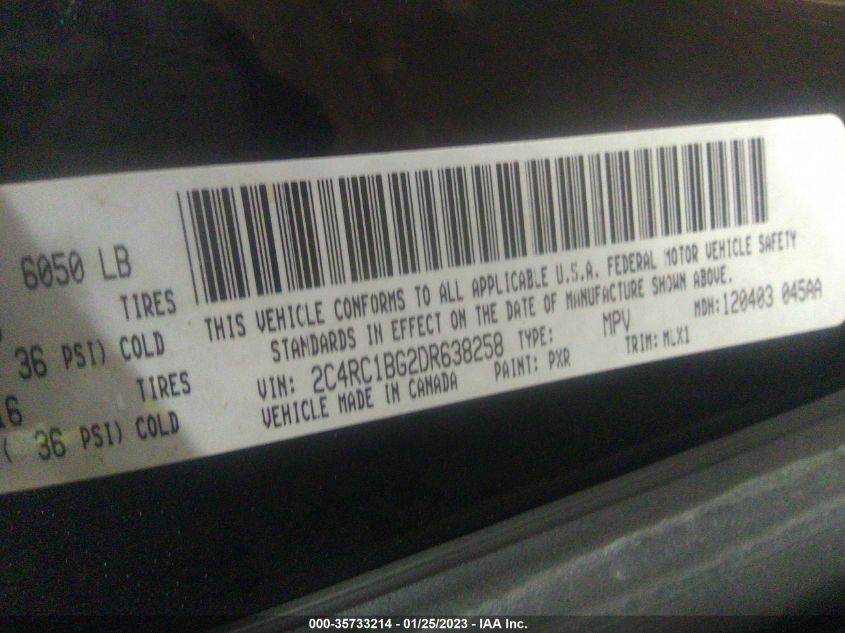 6050 LB
TIRES
36 PSI) COLD
TIRES
16
( 36 PSI) COLD
THIS VEHICLE CONFORMS TO ALL APPLICABLE U.S.A. FEDERAL MOTOR VEHICLE SAFETY
STANDARDS IN EFFECT ON THE DATE OF MANUFACTURE SHOWN ABOVE.
VIN: 2C4RC1BG2DR638258 TYPE: MPV MDH:120403 045AA
VEHICLE MADE IN CANADA PAINT: PXR TRIM: MLX1
000-35733214 - 01/25/2023 - IAA Inc.